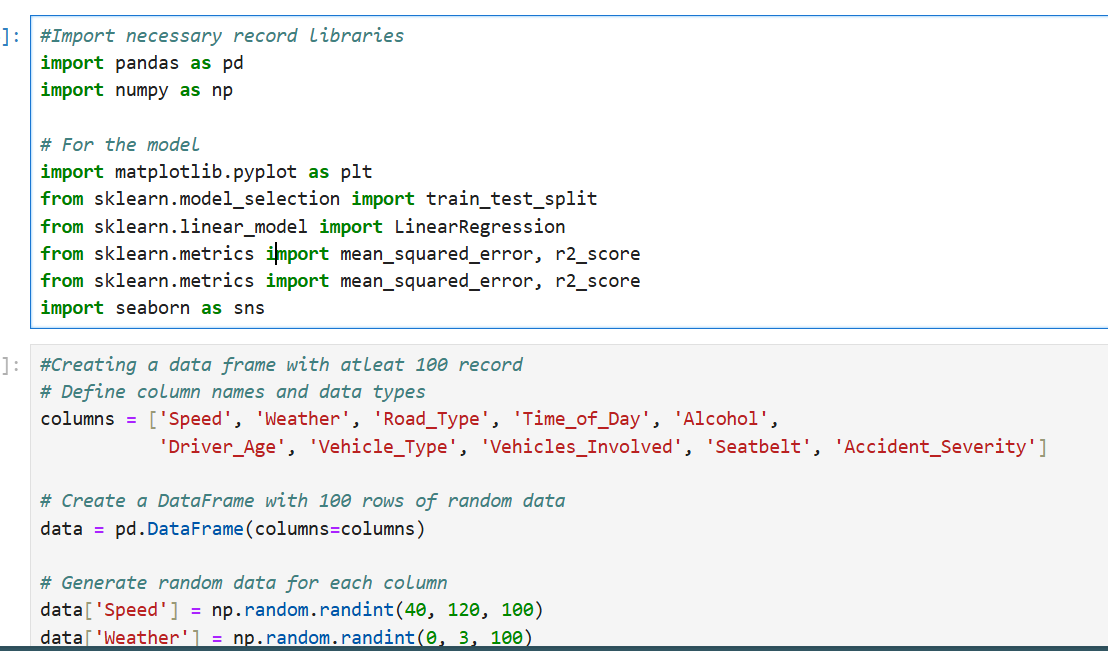 ]: #Import necessary record libraries
import pandas as pd
import numpy as np
# For the model
import matplotlib.pyplot as plt
from sklearn.model_selection import train_test_split
from sklearn.linear_model import LinearRegression
from sklearn.metrics import mean_squared_error, r2_score
from sklearn.metrics import mean_squared_error, r2_score
import seaborn as sns
]: #Creating a data frame with atleat 100 record
# Define column names and data types
columns = ['Speed', 'Weather', 'Road_Type', 'Time_of_Day', 'Alcohol',
'Driver_Age', 'Vehicle_Type', 'Vehicles_Involved', 'Seatbelt', 'Accident_Severity']
# Create a DataFrame with 100 rows of random data
data = pd.DataFrame(columns=columns)
# Generate random data for each column
data['Speed'] = np.random.randint(40, 120, 100)
data['Weather'] = np.random.randint(0, 3, 100)